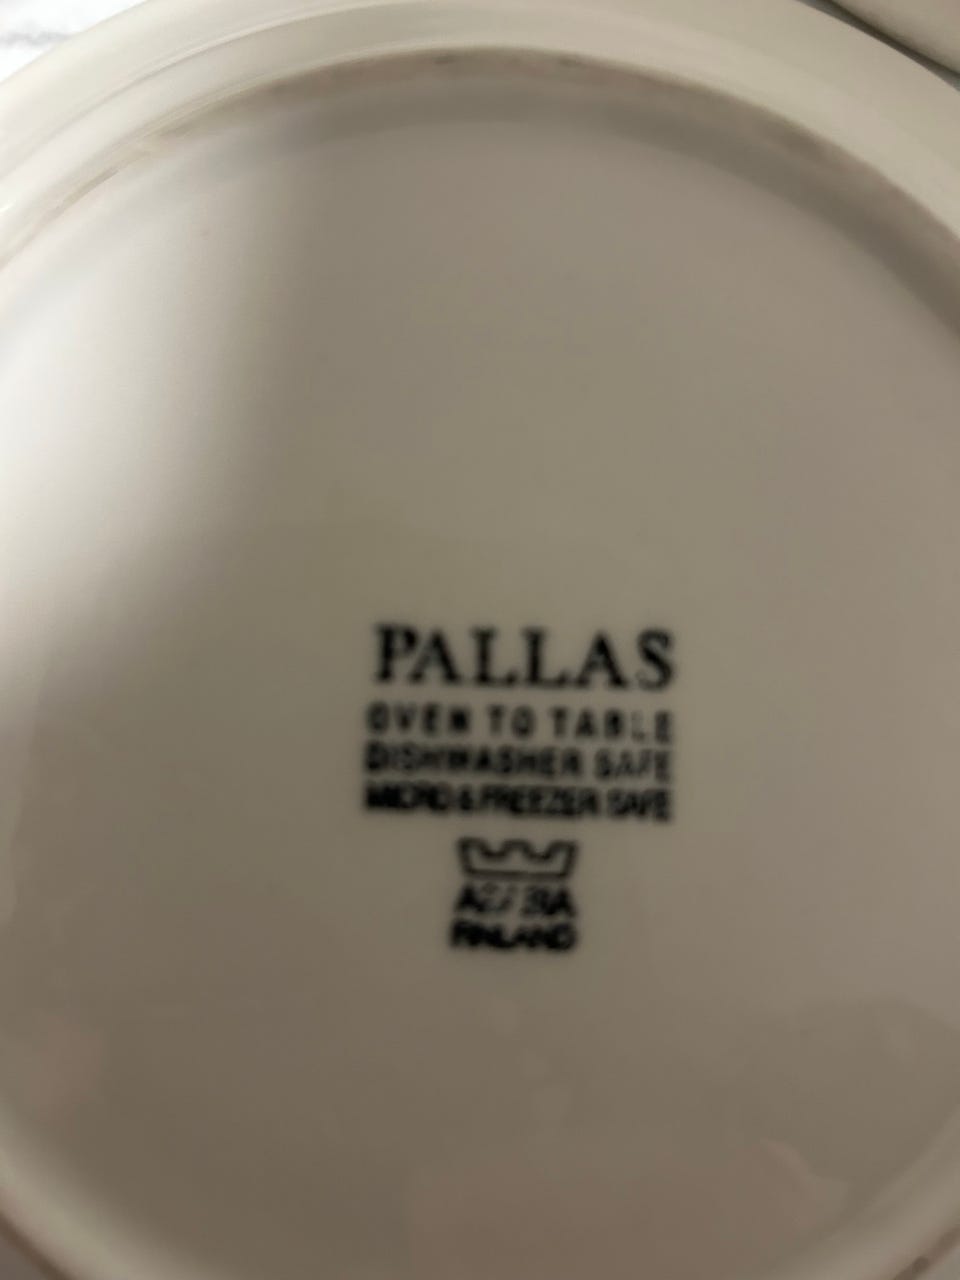 PALLAS
OVEN TO TABLE
DISHWASHER SAFE
MICRO & FREEZER SAFE
ARABIA
FINLAND